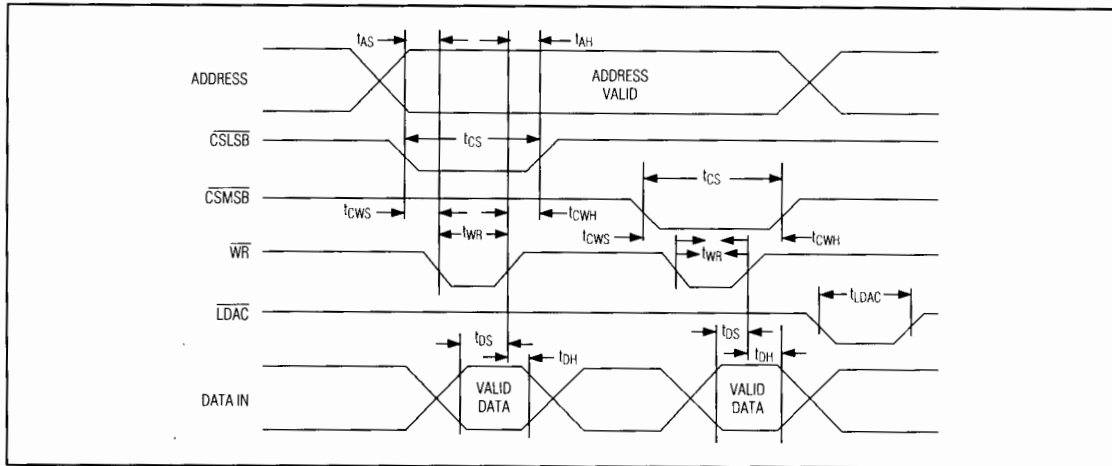 tAS
tAH
ADDRESS
ADDRESS
VALID
CSLSB
tCS
CSMSB
tCS
tCWS
tCWH
tWR
tCWS
tCWH
WR
tWR
LDAC
tLDAC
tDS
tDH
tDS
tDH
DATA IN
VALID
DATA
VALID
DATA